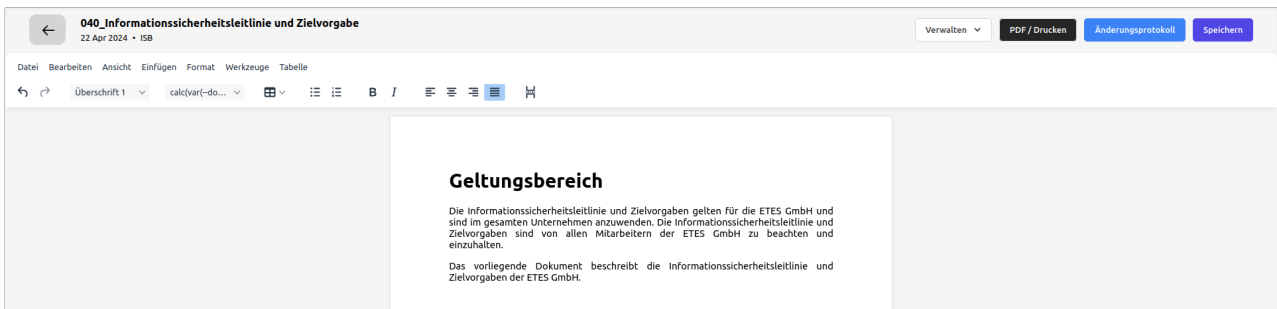 040_Informationssicherheitsleitlinie und Zielvorgabe
22 Apr 2024 • ISB
Verwalten
PDF / Drucken
Änderungsprotokoll
Speichern
Datei Bearbeiten Ansicht Einfügen Format Werkzeuge Tabelle
Überschrift 1
calc(var(--do...
B I
Geltungsbereich
Die Informationssicherheitsleitlinie und Zielvorgaben gelten für die ETES GmbH und
sind im gesamten Unternehmen anzuwenden. Die Informationssicherheitsleitlinie und
Zielvorgaben sind von allen Mitarbeitern der ETES GmbH zu beachten und
einzuhalten.
Das vorliegende Dokument beschreibt die Informationssicherheitsleitlinie und
Zielvorgaben der ETES GmbH.